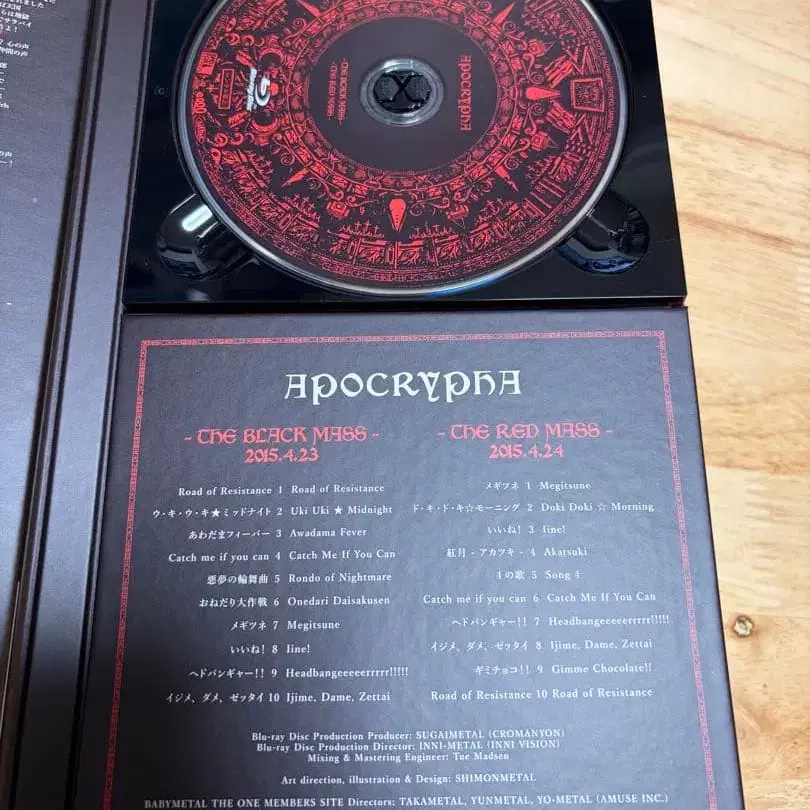 APOCRYPHA
- THE BLACK MASS -
- THE RED MASS -
APOCRYPHA
- THE BLACK MASS -
2015.4.23
Road of Resistance 1 Road of Resistance
ウ・キ・ウ・キ★ミッドナイト 2 Uki Uki ★ Midnight
あわだまフィーバー 3 Awadama Fever
Catch me if you can 4 Catch Me If You Can
悪夢の輪舞曲 5 Rondo of Nightmare
おねだり大作戦 6 Onedari Daisakusen
メギツネ 7 Megitsune
いいね! 8 Iine!
ヘドバンギャー!! 9 Headbangeeeeerrrrr!!!!!
イジメ、ダメ、ゼッタイ 10 Ijime, Dame, Zettai
- THE RED MASS -
2015.4.24
メギツネ 1 Megitsune
ド・キ・ド・キ☆モーニング 2 Doki Doki ☆ Morning
いいね! 3 Iine!
紅月 - アカツキ - 4 Akatsuki
4の歌 5 Song 4
Catch me if you can 6 Catch Me If You Can
ヘドバンギャー!! 7 Headbangeeeeerrrrr!!!!!
イジメ、ダメ、ゼッタイ 8 Ijime, Dame, Zettai
ギミチョコ!! 9 Gimme Chocolate!!
Road of Resistance 10 Road of Resistance
Blu-ray Disc Production Producer: SUGAIMETAL (CROMANYON)
Blu-ray Disc Production Director: INNI-METAL (INNI VISION)
Mixing & Mastering Engineer: Tue Madsen
Art direction, illustration & Design: SHIMONMETAL
BABYMETAL THE ONE MEMBERS SITE Directors: TAKAMETAL, YUNMETAL, YO-METAL (AMUSE INC.)